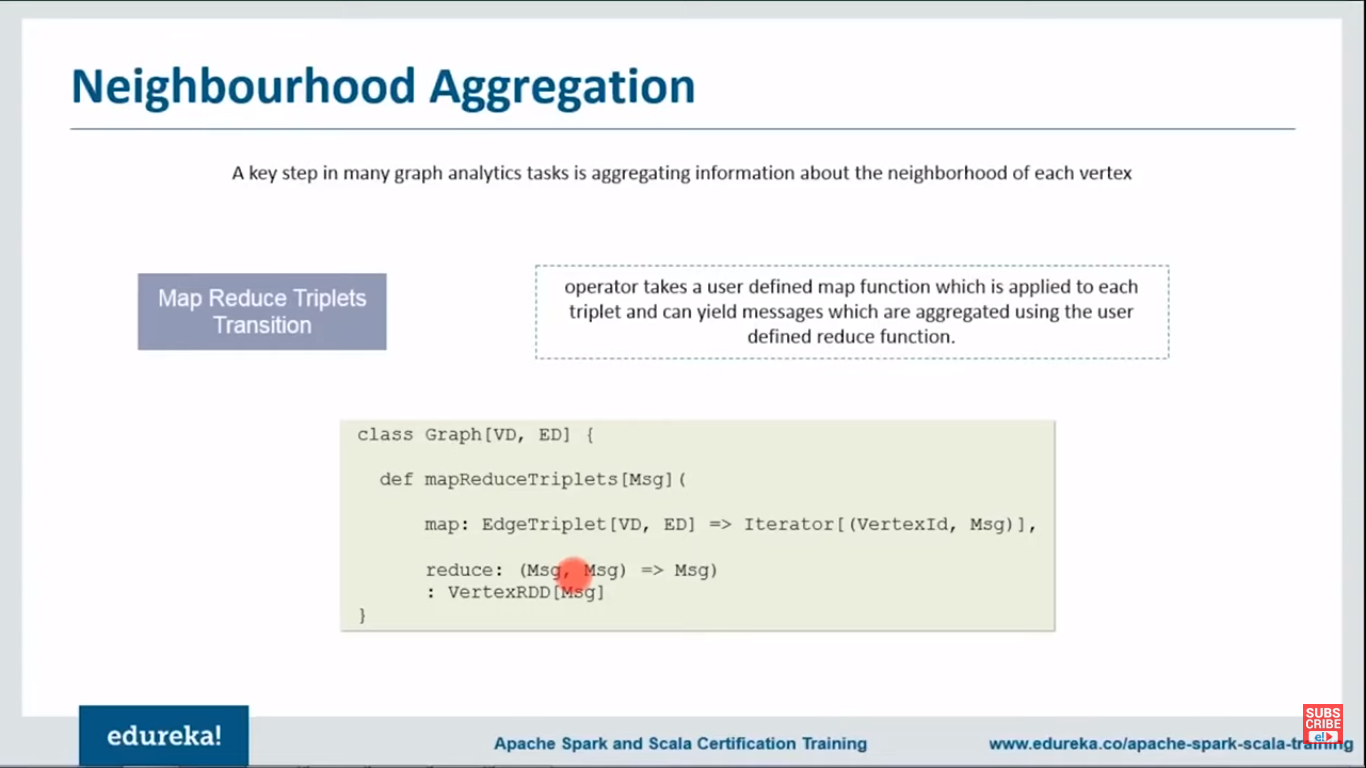 Neighbourhood Aggregation
A key step in many graph analytics tasks is aggregating information about the neighborhood of each vertex
Map Reduce Triplets
Transition
operator takes a user defined map function which is applied to each
triplet and can yield messages which are aggregated using the user
defined reduce function.
class Graph[VD, ED] {
def mapReduceTriplets[Msg](
map: EdgeTriplet[VD, ED] => Iterator[(VertexId, Msg)],
reduce: (Msg, Msg) => Msg)
: VertexRDD[Msg]
}
edureka!
Apache Spark and Scala Certification Training
www.edureka.co/apache-spark-scala-training
SUBS
CRIBE
e!